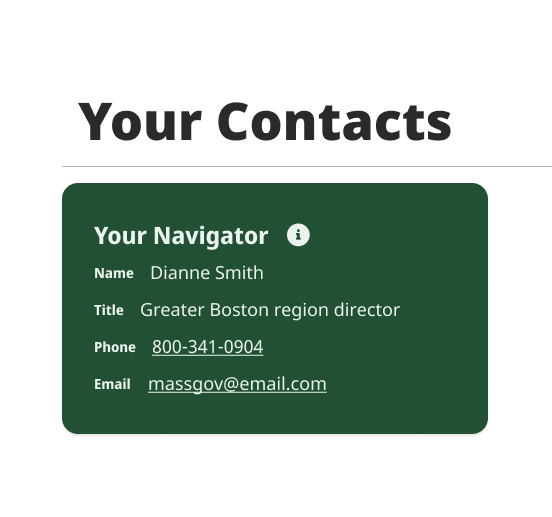 Your Contacts
Your Navigator
Name Dianne Smith
Title Greater Boston region director
Phone 800-341-0904
Email massgov@email.com